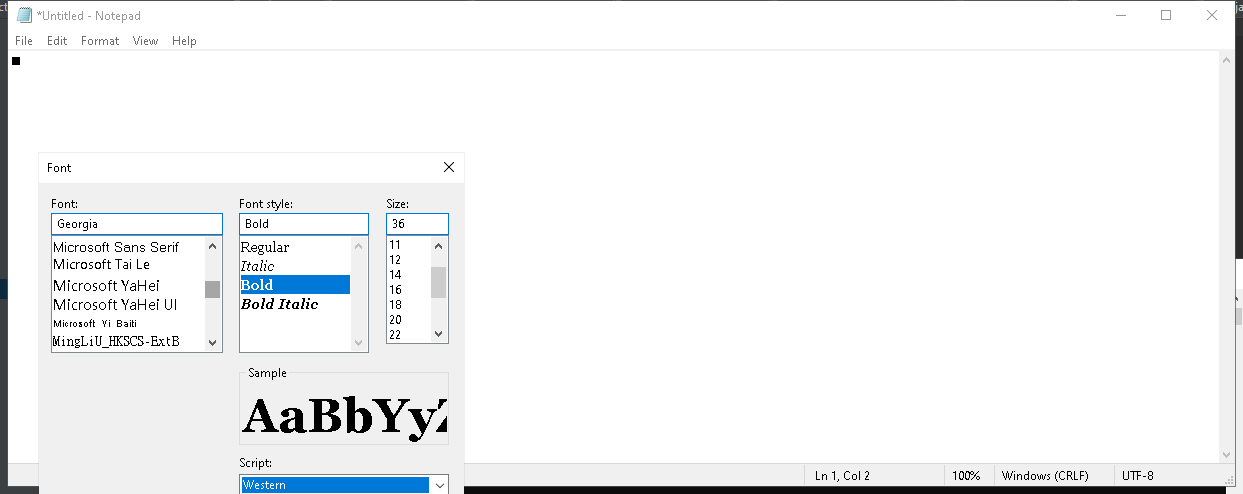 *Untitled - Notepad
File Edit Format View Help
■
Font
Font: Font style: Size:
Georgia Bold 36
Microsoft Sans Serif Regular 11
Microsoft Tai Le Italic 12
Microsoft YaHei Bold 14
Microsoft YaHei UI Bold Italic 16
Microsoft Yi Baiti 18
MingLiU_HKSCS-ExtB 20
22
Sample
AaBbYyZ
Script:
Western
Ln 1, Col 2 100% Windows (CRLF) UTF-8